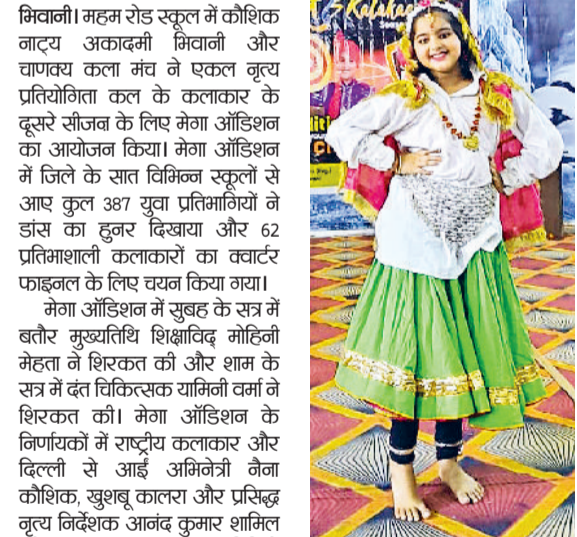 भिवानी। महम रोड स्कूल में कौशिक
नाट्य अकादमी भिवानी और
चाणक्य कला मंच ने एकल नृत्य
प्रतियोगिता कल के कलाकार के
दूसरे सीजन के लिए मेगा ऑडिशन
का आयोजन किया। मेगा ऑडिशन
में जिले के सात विभिन्न स्कूलों से
आए कुल 387 युवा प्रतिभागियों ने
डांस का हुनर दिखाया और 62
प्रतिभाशाली कलाकारों का क्वार्टर
फाइनल के लिए चयन किया गया।
मेगा ऑडिशन में सुबह के सत्र में
बतौर मुख्यतिथि शिक्षाविद् मोहिनी
मेहता ने शिरकत की और शाम के
सत्र में दंत चिकित्सक यामिनी वर्मा ने
शिरकत की। मेगा ऑडिशन के
निर्णायकों में राष्ट्रीय कलाकार और
दिल्ली से आईं अभिनेत्री नैना
कौशिक, खुशबू कालरा और प्रसिद्ध
नृत्य निर्देशक आनंद कुमार शामिल